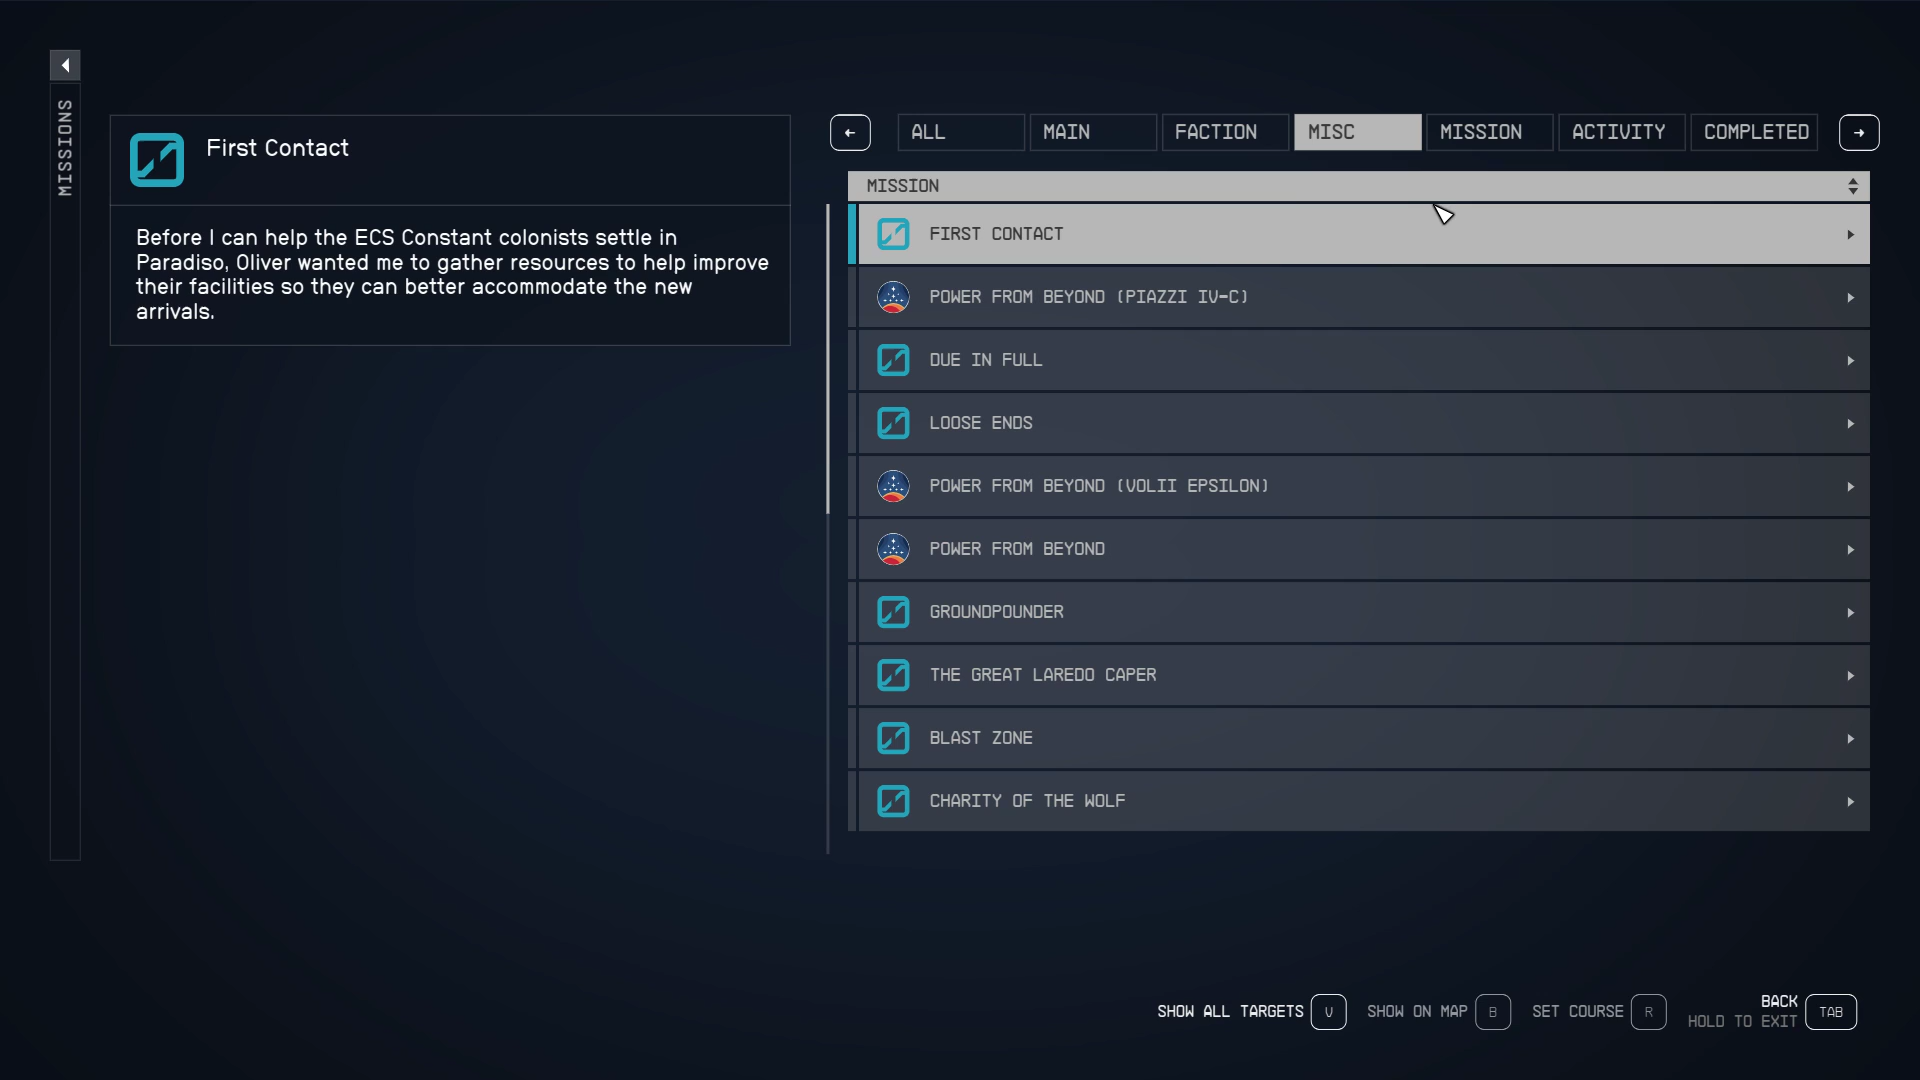 MISSIONS
First Contact
Before I can help the ECS Constant colonists settle in
Paradiso, Oliver wanted me to gather resources to help improve
their facilities so they can better accommodate the new
arrivals.
ALL
MAIN
FACTION
MISC
MISSION
ACTIVITY
COMPLETED
MISSION
FIRST CONTACT
POWER FROM BEYOND (PIAZZI IV-C)
DUE IN FULL
LOOSE ENDS
POWER FROM BEYOND (VOLII EPSILON)
POWER FROM BEYOND
GROUNDPOUNDER
THE GREAT LAREDO CAPER
BLAST ZONE
CHARITY OF THE WOLF
SHOW ALL TARGETS V
SHOW ON MAP B
SET COURSE R
BACK
HOLD TO EXIT
TAB